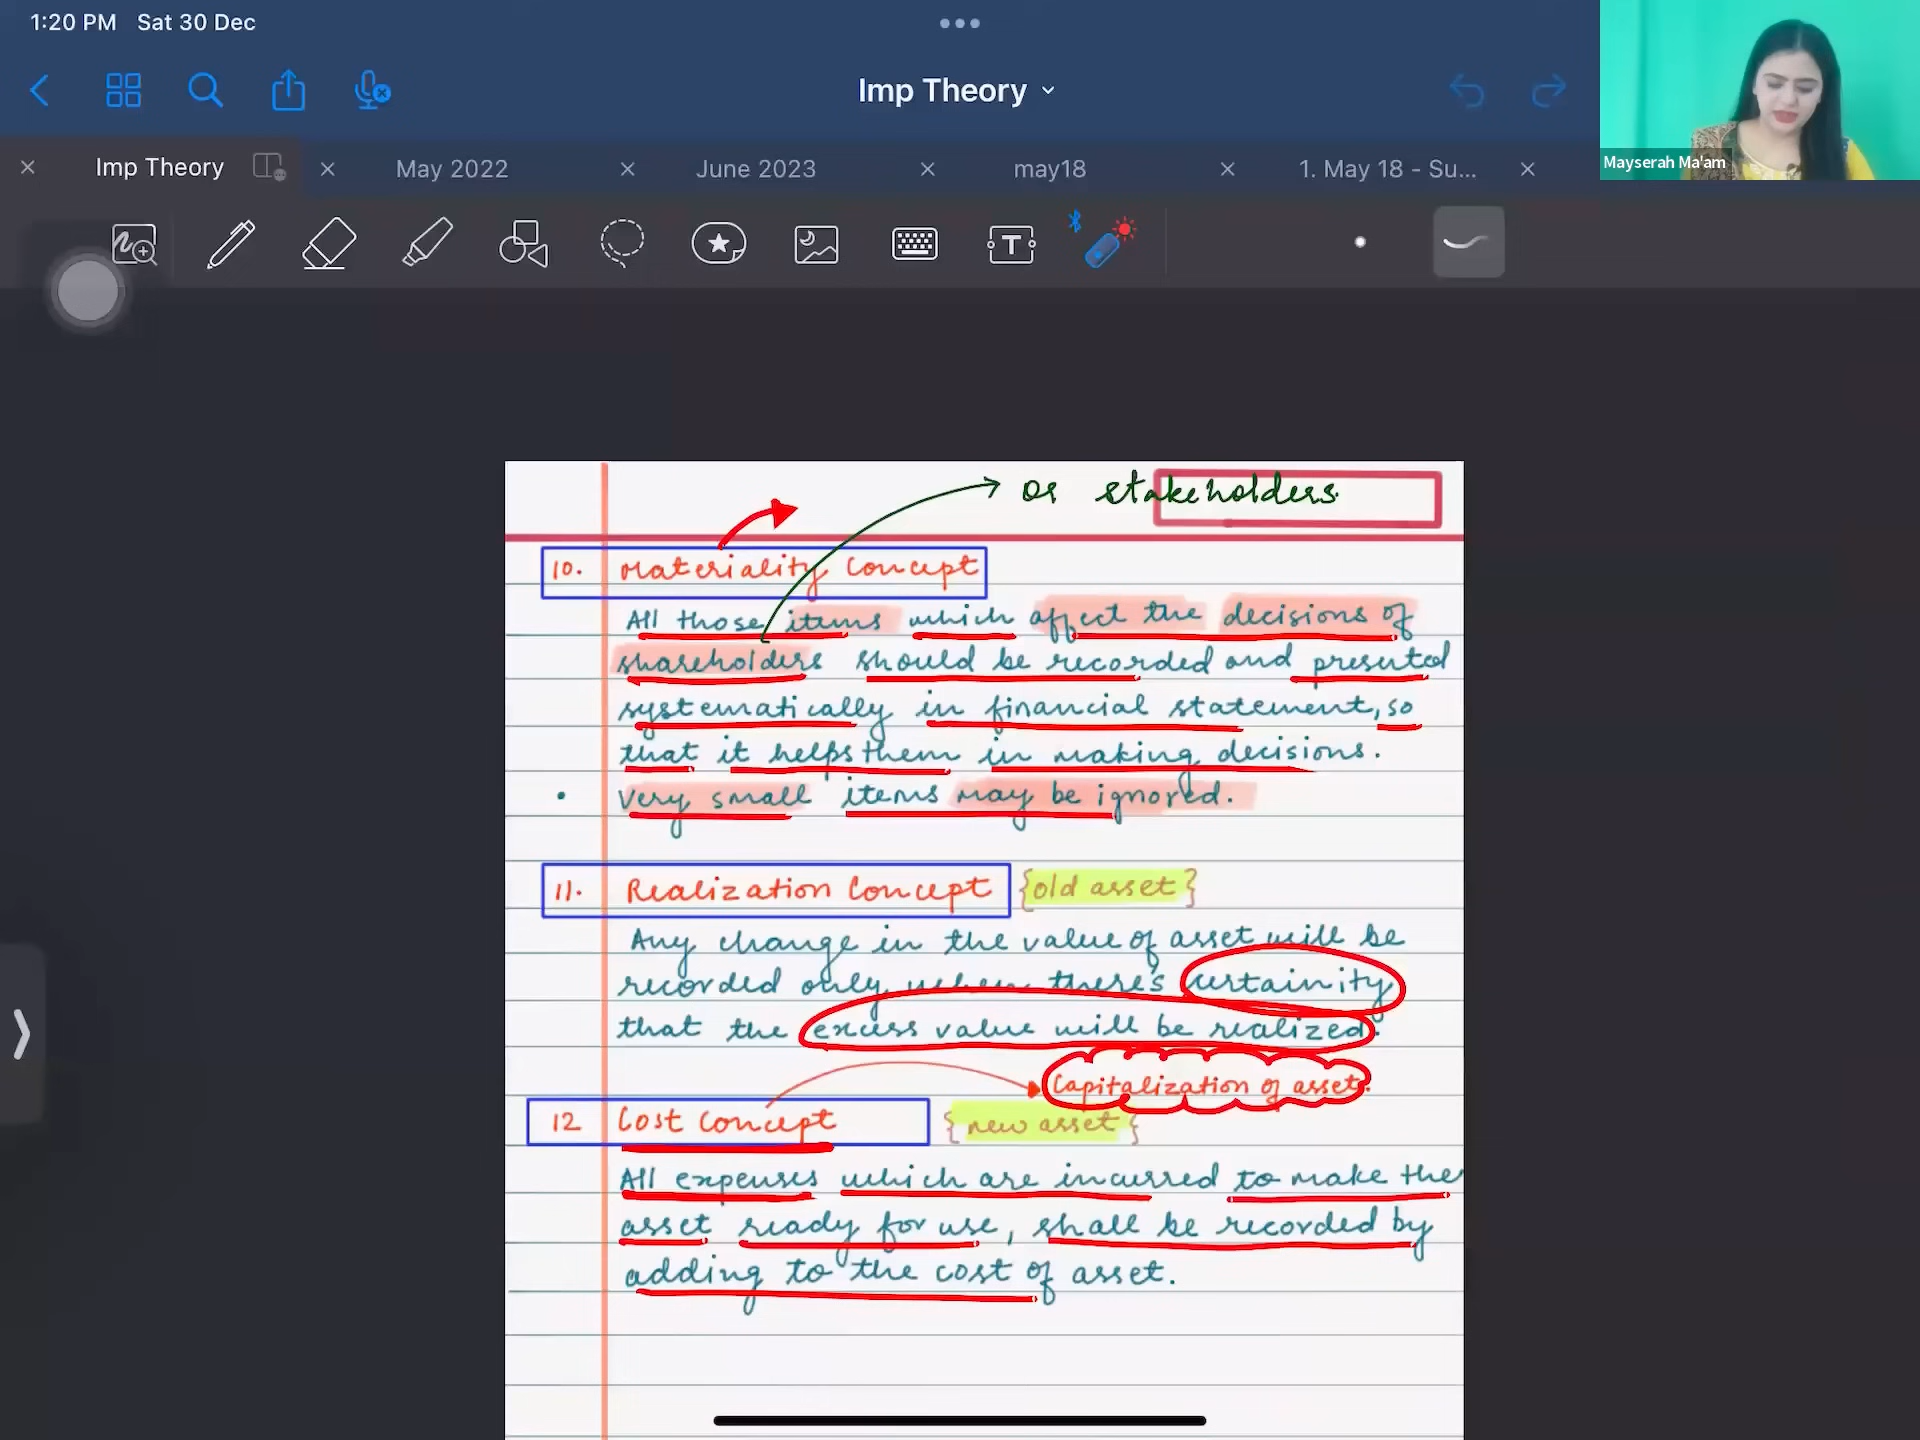 1:20 PM Sat 30 Dec
Imp Theory
Mayserah Ma'am
Imp Theory
May 2022
June 2023
may18
1. May 18 - Su...
T
or stakeholders.
10. Materiality Concept
All those items which affect the decisions of
shareholders should be recorded and presented
systematically in financial statement, so
that it helps them in making decisions.
• Very small items may be ignored.
11. Realization Concept {old asset}
Any change in the value of asset will be
recorded only when there's certainity
that the excess value will be realized.
Capitalization of asset.
12 Cost Concept {new asset}
All expenses which are incurred to make the
asset ready for use, shall be recorded by
adding to the cost of asset.